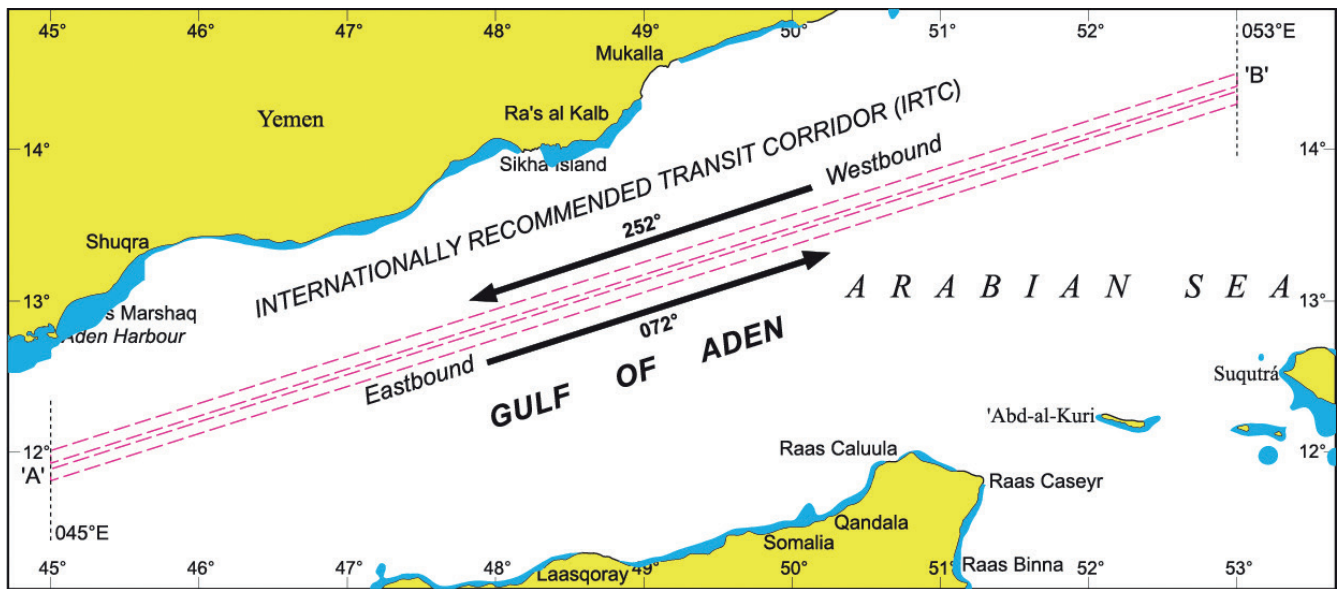 45°
46°
47°
48°
49°
50°
51°
52°
053°E
Mukalla
'B'
Yemen
Ra's al Kalb
INTERNATIONALLY RECOMMENDED TRANSIT CORRIDOR (IRTC)
14°
14°
Sikha Island
Westbound
252°
Shuqra
ARABIAN SEA
13°
13°
s Marshaq
Aden Harbour
072°
Eastbound
GULF OF ADEN
Suqutrá
'Abd-al-Kuri
12°
12°
'A'
Raas Caluula
Raas Caseyr
045°E
Qandala
Somalia
Laasqoray
Raas Binna
45°
46°
47°
48°
49°
50°
51°
52°
53°